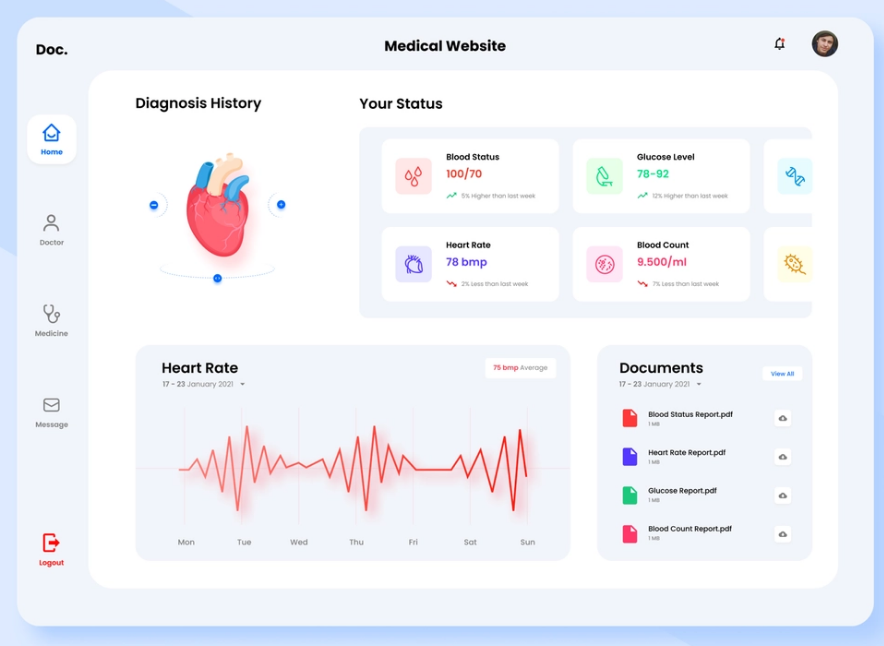 Doc.
Medical Website
Home
Doctor
Medicine
Message
Logout
Diagnosis History
Your Status
Blood Status
100/70
5% Higher than last week
Glucose Level
78-92
12% Higher than last week
Heart Rate
78 bmp
2% Less than last week
Blood Count
9.500/ml
7% Less than last week
Heart Rate
17 - 23 January 2021
75 bmp Average
Mon Tue Wed Thu Fri Sat Sun
Documents
17 - 23 January 2021
View All
Blood Status Report.pdf
1 MB
Heart Rate Report.pdf
1 MB
Glucose Report.pdf
1 MB
Blood Count Report.pdf
1 MB